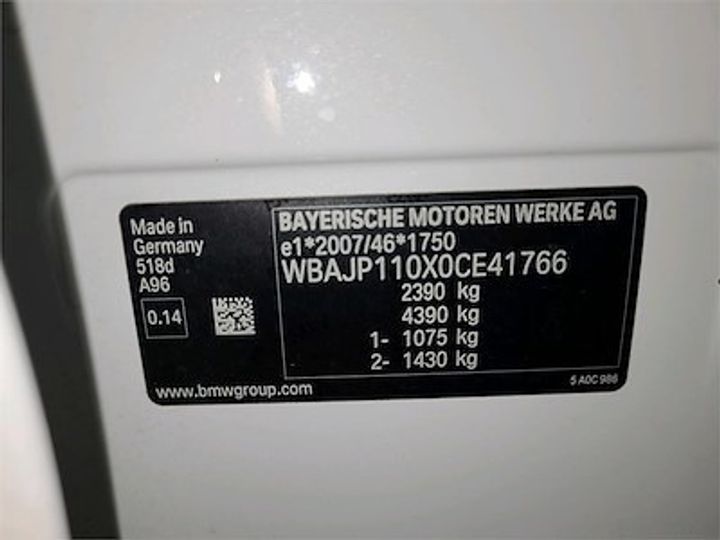 Made in
Germany
518d
A96
0.14
www.bmwgroup.com
BAYERISCHE MOTOREN WERKE AG
e1*2007/46*1750
WBAJP110X0CE41766
2390 kg
4390 kg
1- 1075 kg
2- 1430 kg
5 A0C 986